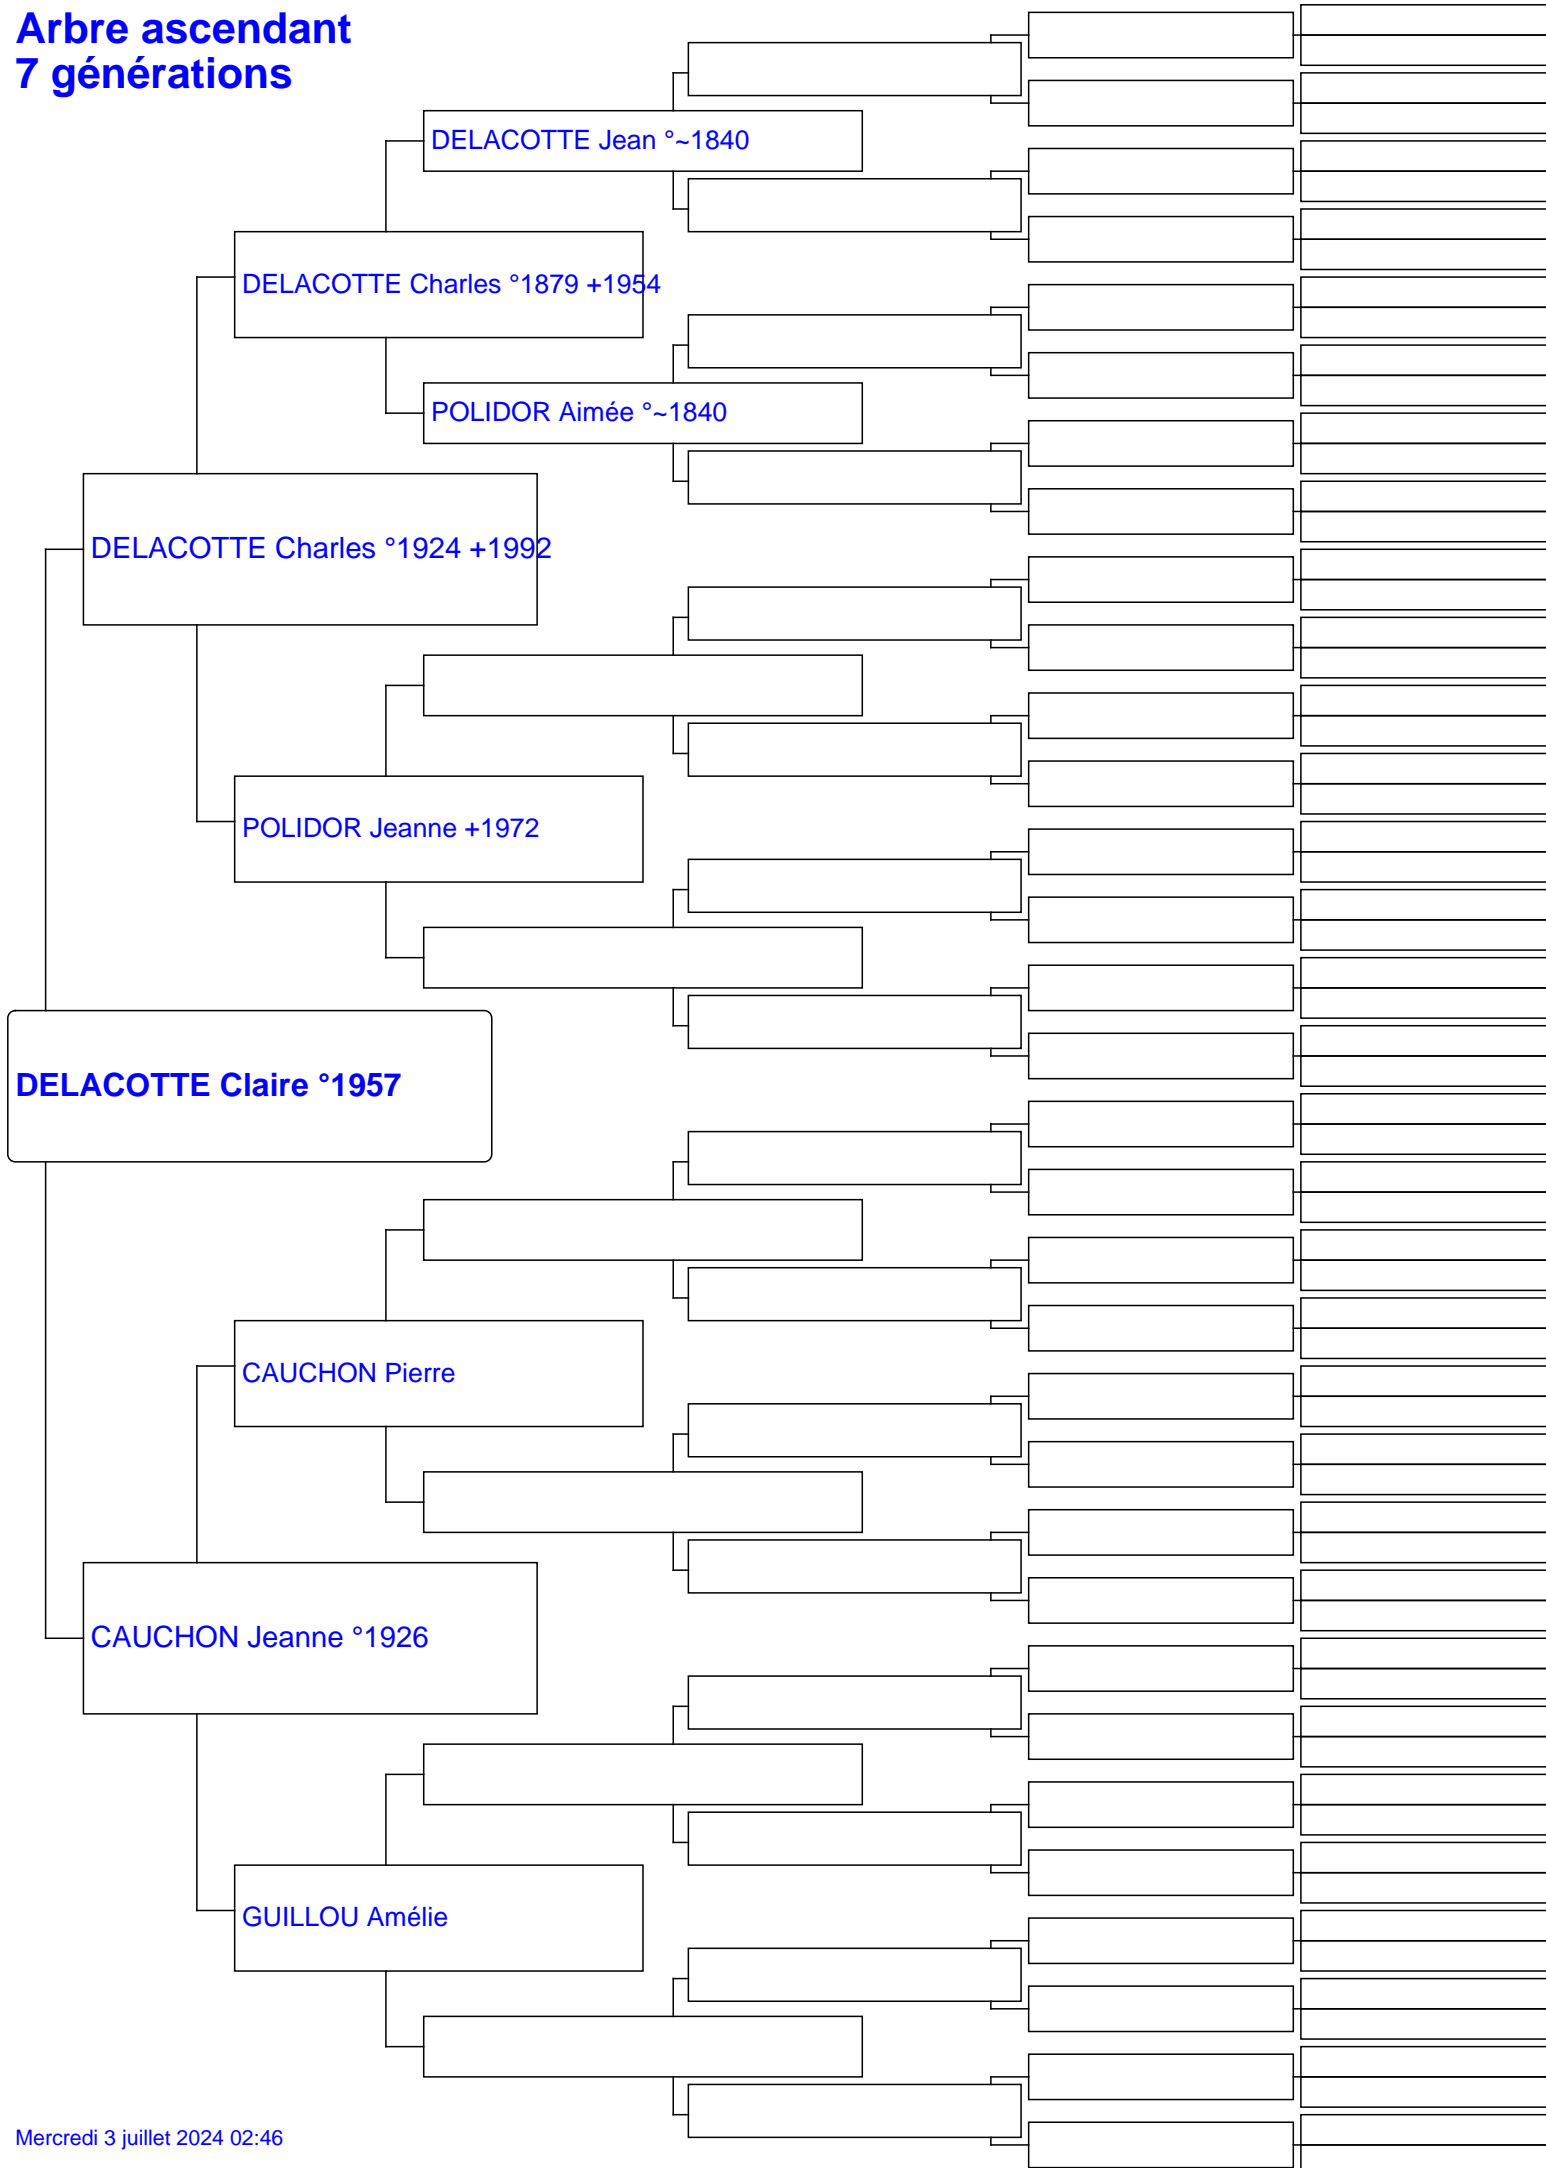 Arbre ascendant
7 générations
DELACOTTE Jean °~1840
DELACOTTE Charles °1879 +1954
POLIDOR Aimée °~1840
DELACOTTE Charles °1924 +1992
POLIDOR Jeanne +1972
DELACOTTE Claire °1957
CAUCHON Pierre
CAUCHON Jeanne °1926
GUILLOU Amélie
Mercredi 3 juillet 2024 02:46